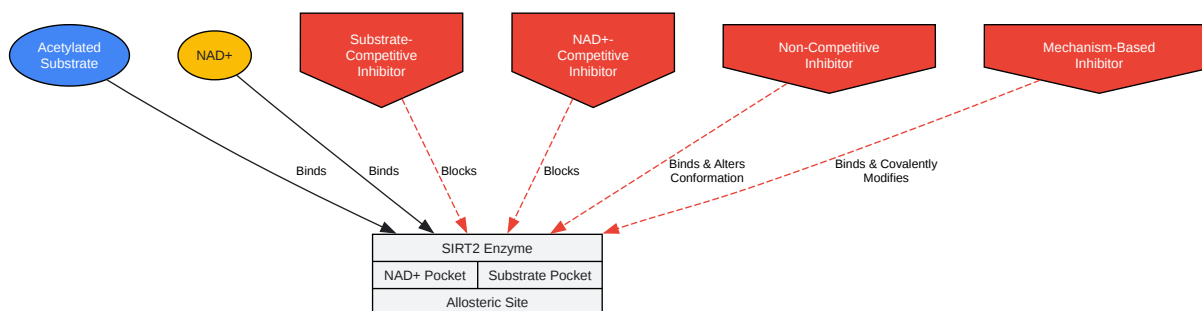 Acetylated
Substrate
NAD+
Substrate-
Competitive
Inhibitor
NAD+-
Competitive
Inhibitor
Non-Competitive
Inhibitor
Mechanism-Based
Inhibitor
Binds
Binds
Blocks
Blocks
Binds & Alters
Conformation
Binds & Covalently
Modifies
SIRT2 Enzyme
NAD+ Pocket
Substrate Pocket
Allosteric Site